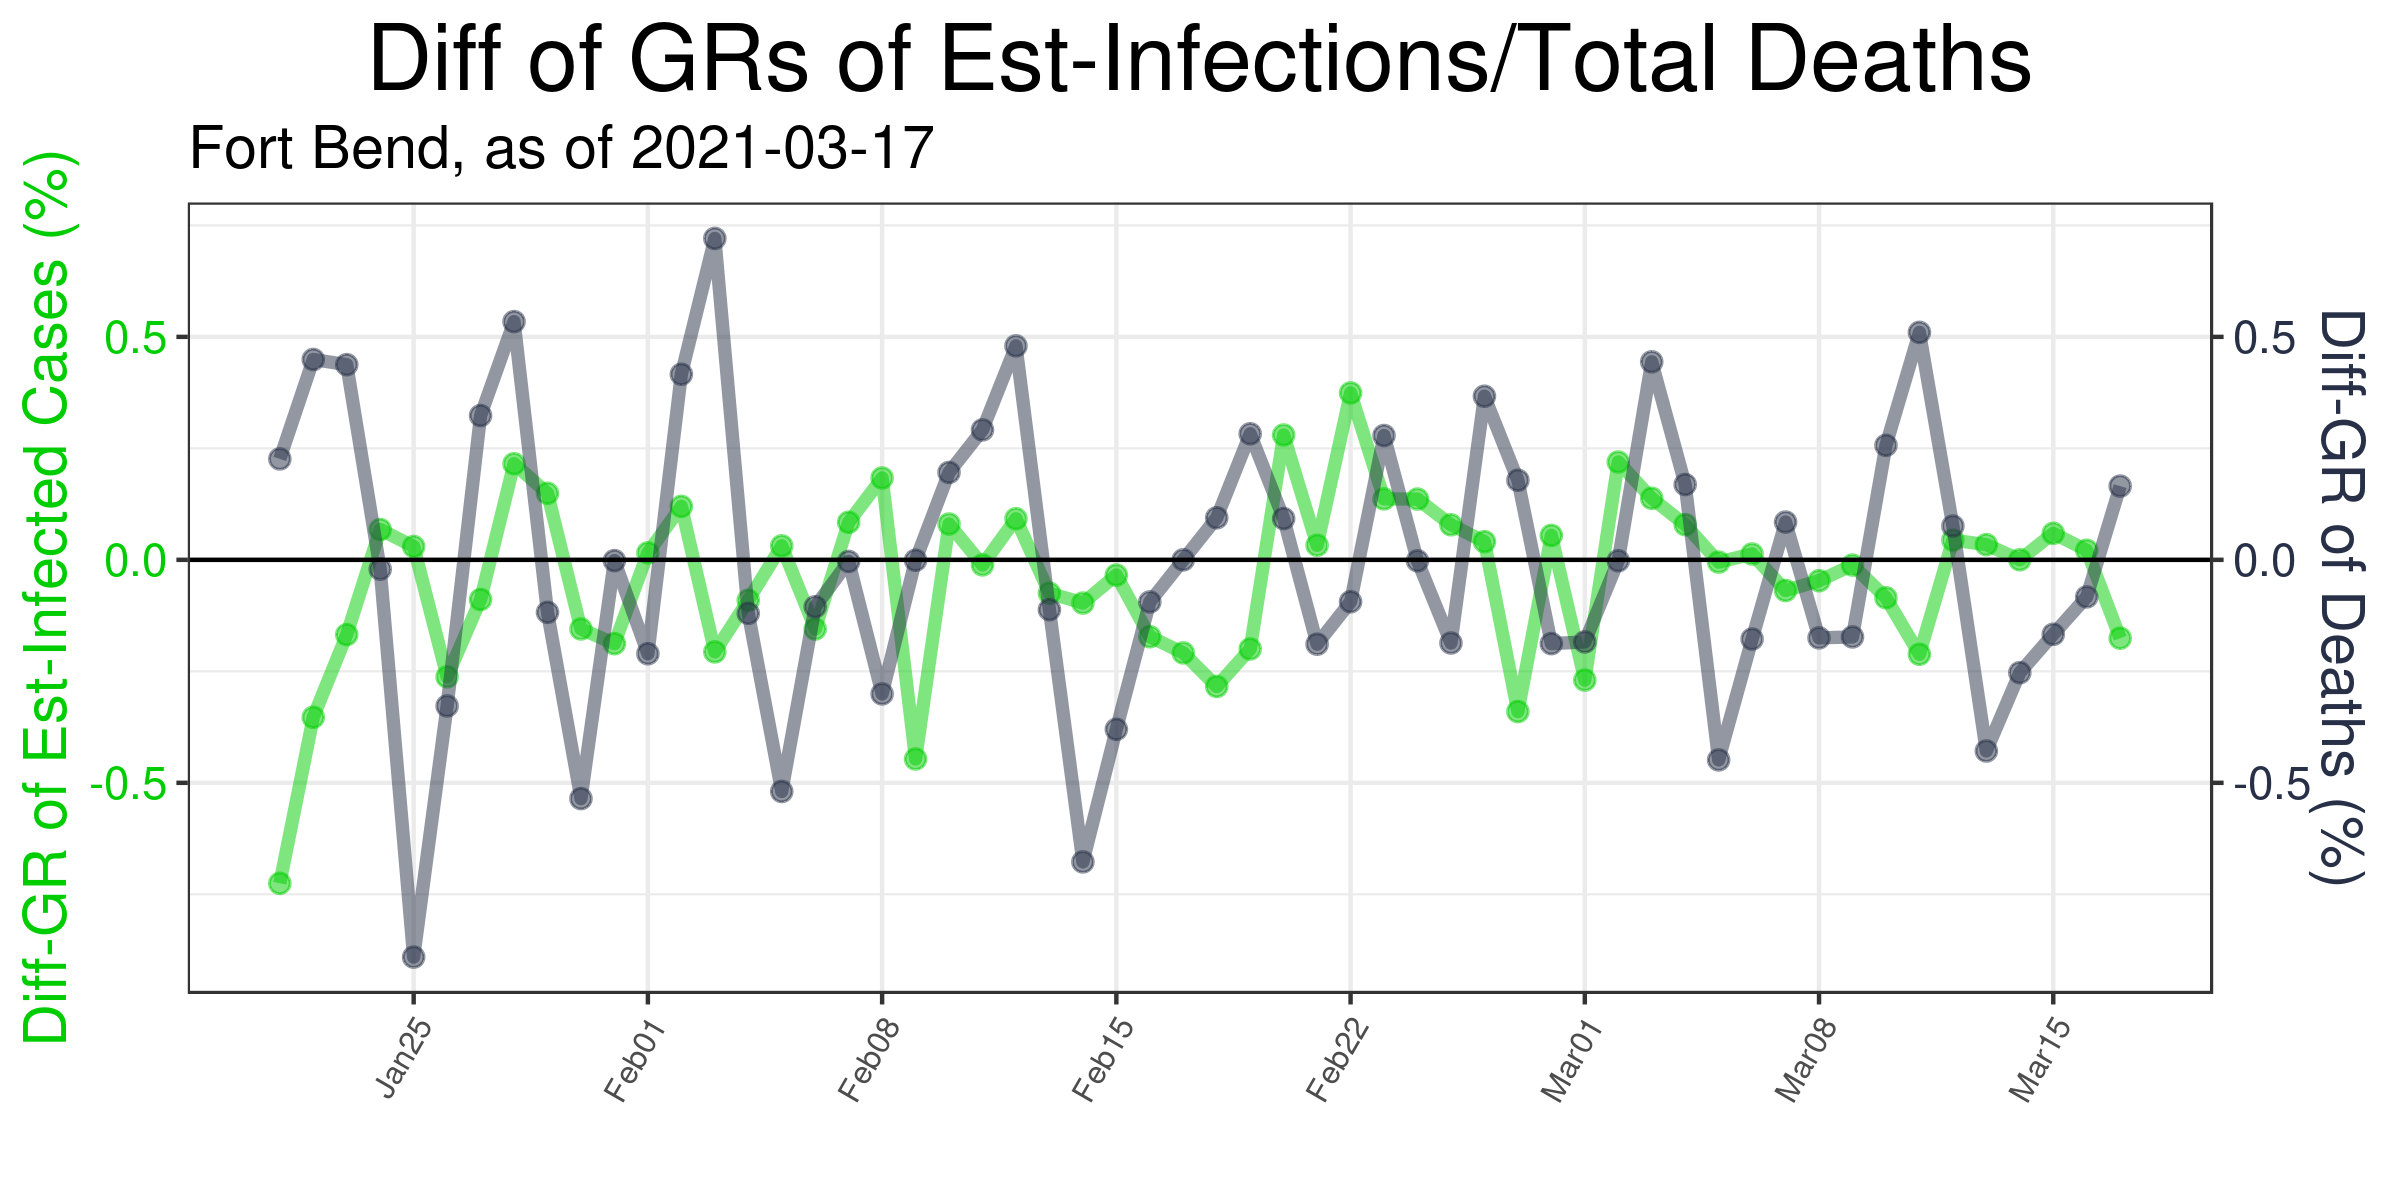 Diff of GRs of Est-Infections/Total Deaths
Fort Bend, as of 2021-03-17
Diff-GR of Est-Infected Cases (%)
0.5
0.0
-0.5
0.5
0.0
-0.5
Diff-GR of Deaths (%)
Jan25
Feb01
Feb08
Feb15
Feb22
Mar01
Mar08
Mar15